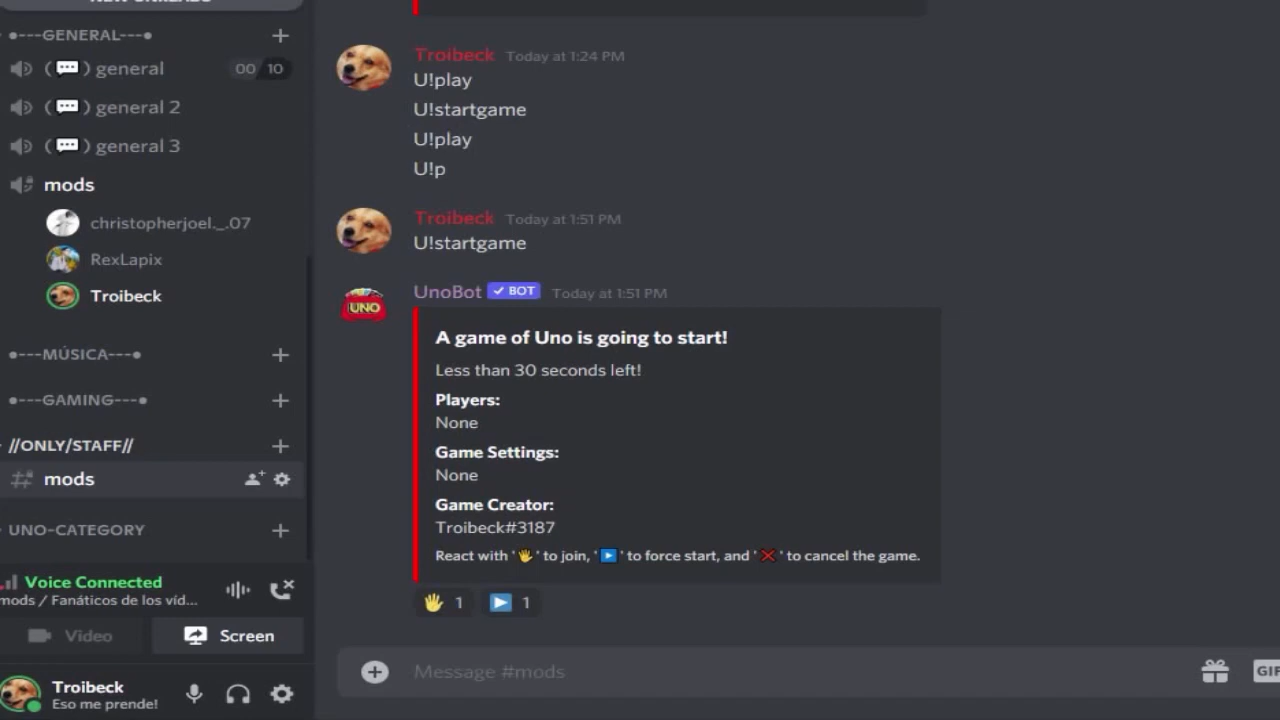 ●---GENERAL---●
( 💬 ) general 00 10
( 💬 ) general 2
( 💬 ) general 3
mods
christopherjoel._.07
RexLapix
Troibeck
●---MÚSICA---●
●---GAMING---●
//ONLY/STAFF//
mods
UNO-CATEGORY
Voice Connected
mods / Fanáticos de los víd...
Video Screen
Troibeck
Eso me prende!
Troibeck Today at 1:24 PM
U!play
U!startgame
U!play
U!p
Troibeck Today at 1:51 PM
U!startgame
UNO
UnoBot ✓ BOT Today at 1:51 PM
A game of Uno is going to start!
Less than 30 seconds left!
Players:
None
Game Settings:
None
Game Creator:
Troibeck#3187
React with '🖐' to join, '▶' to force start, and '❌' to cancel the game.
🖐 1 ▶ 1
Message #mods
GIF